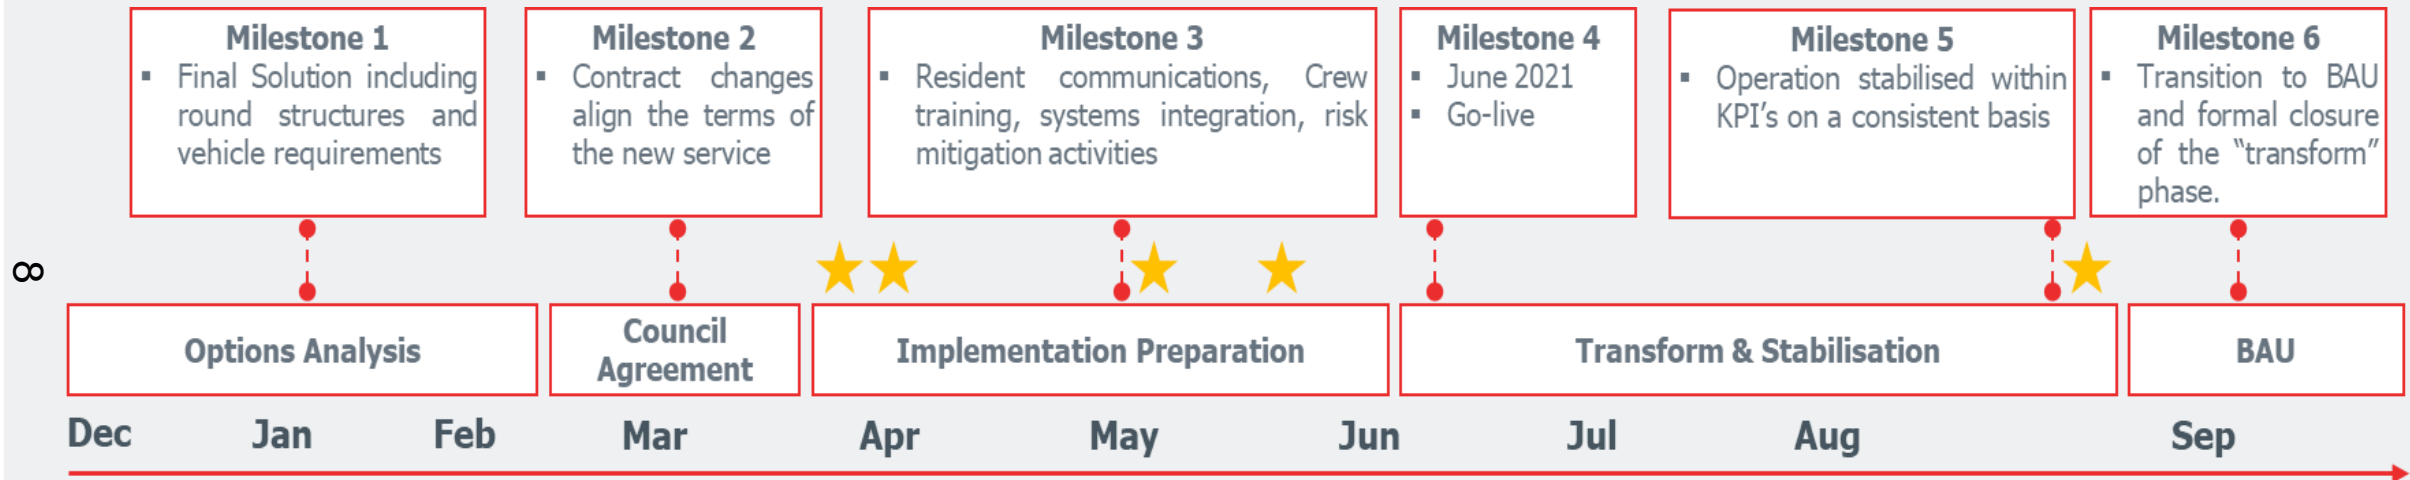 Milestone 1
▪ Final Solution including
round structures and
vehicle requirements
Milestone 2
▪ Contract changes
align the terms of
the new service
Milestone 3
▪ Resident communications, Crew
training, systems integration, risk
mitigation activities
Milestone 4
▪ June 2021
▪ Go-live
Milestone 5
▪ Operation stabilised within
KPI’s on a consistent basis
Milestone 6
▪ Transition to BAU
and formal closure
of the “transform”
phase.
8
Options Analysis
Council
Agreement
Implementation Preparation
Transform & Stabilisation
BAU
Dec Jan Feb Mar Apr May Jun Jul Aug Sep